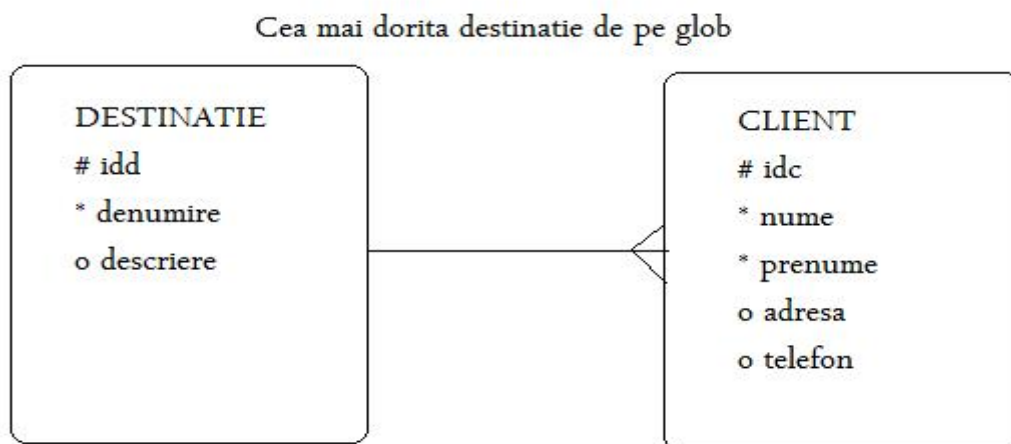 Cea mai dorita destinatie de pe glob
DESTINATIE
# idd
* denumire
o descriere
CLIENT
# idc
* nume
* prenume
o adresa
o telefon